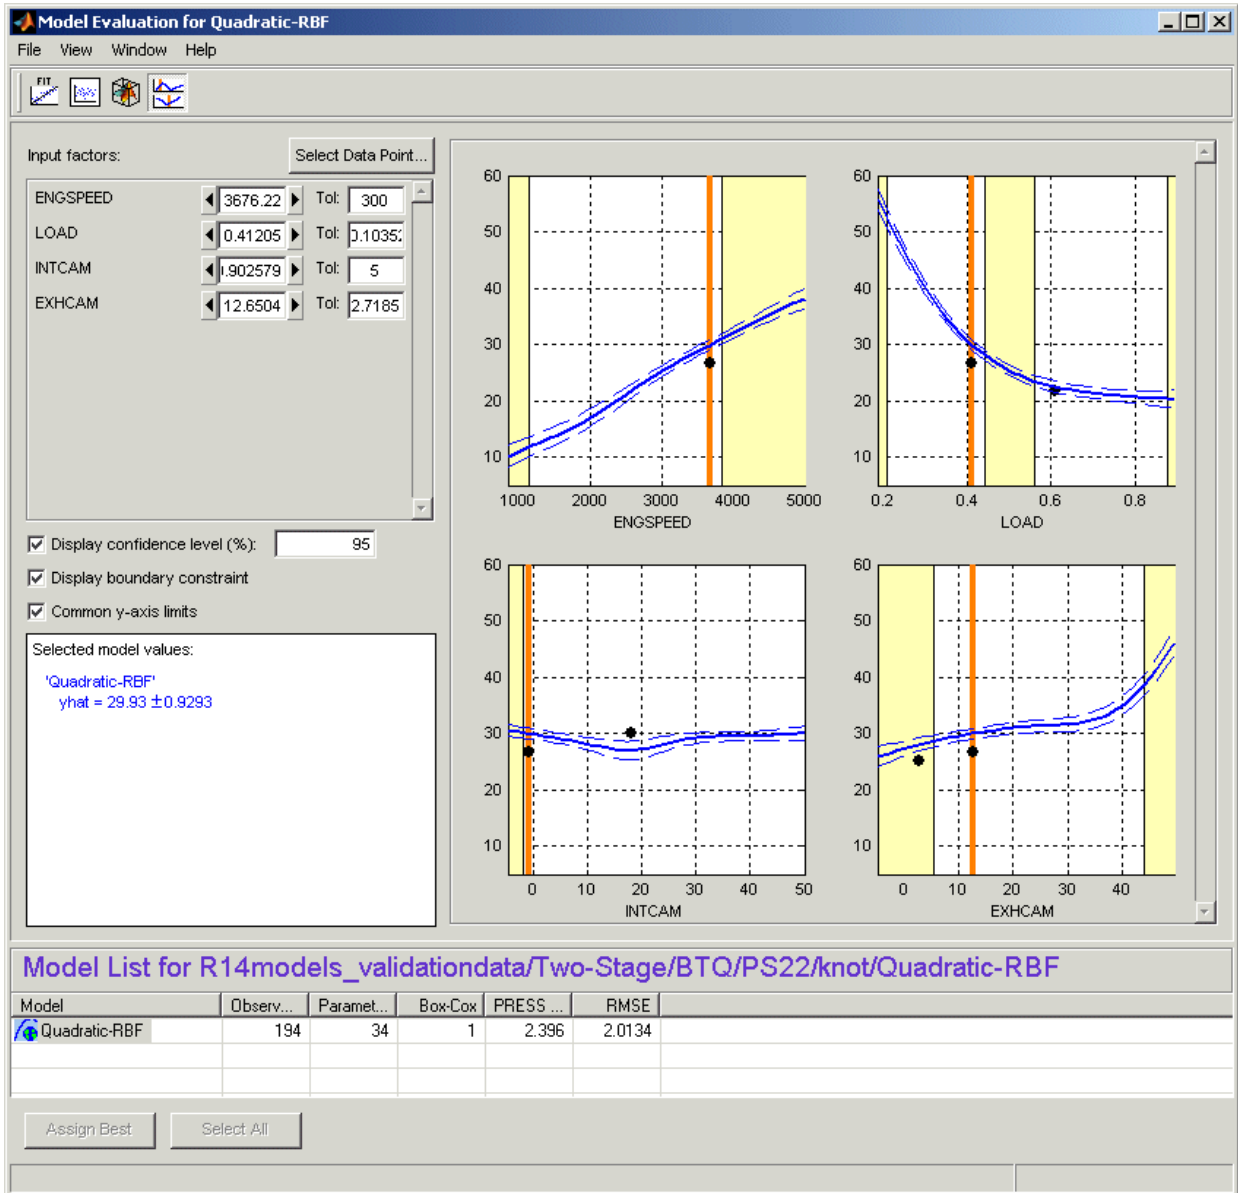 Model Evaluation for Quadratic-RBF
File View Window Help
FIT
Input factors:
Select Data Point...
ENGSPEED 3676.22 Tol: 300
LOAD 0.41205 Tol: 0.1035
INTCAM .902579 Tol: 5
EXHCAM 12.6504 Tol: 2.7185
Display confidence level (%): 95
Display boundary constraint
Common y-axis limits
Selected model values:
'Quadratic-RBF'
yhat = 29.93 ±0.9293
60
50
40
30
20
10
1000 2000 3000 4000 5000
ENGSPEED
60
50
40
30
20
10
0.2 0.4 0.6 0.8
LOAD
60
50
40
30
20
10
0 10 20 30 40 50
INTCAM
60
50
40
30
20
10
0 10 20 30 40
EXHCAM
Model List for R14models_validationdata/Two-Stage/BTQ/PS22/knot/Quadratic-RBF
Model Observ... Paramet... Box-Cox PRESS ... RMSE
Quadratic-RBF 194 34 1 2.396 2.0134
Assign Best Select All